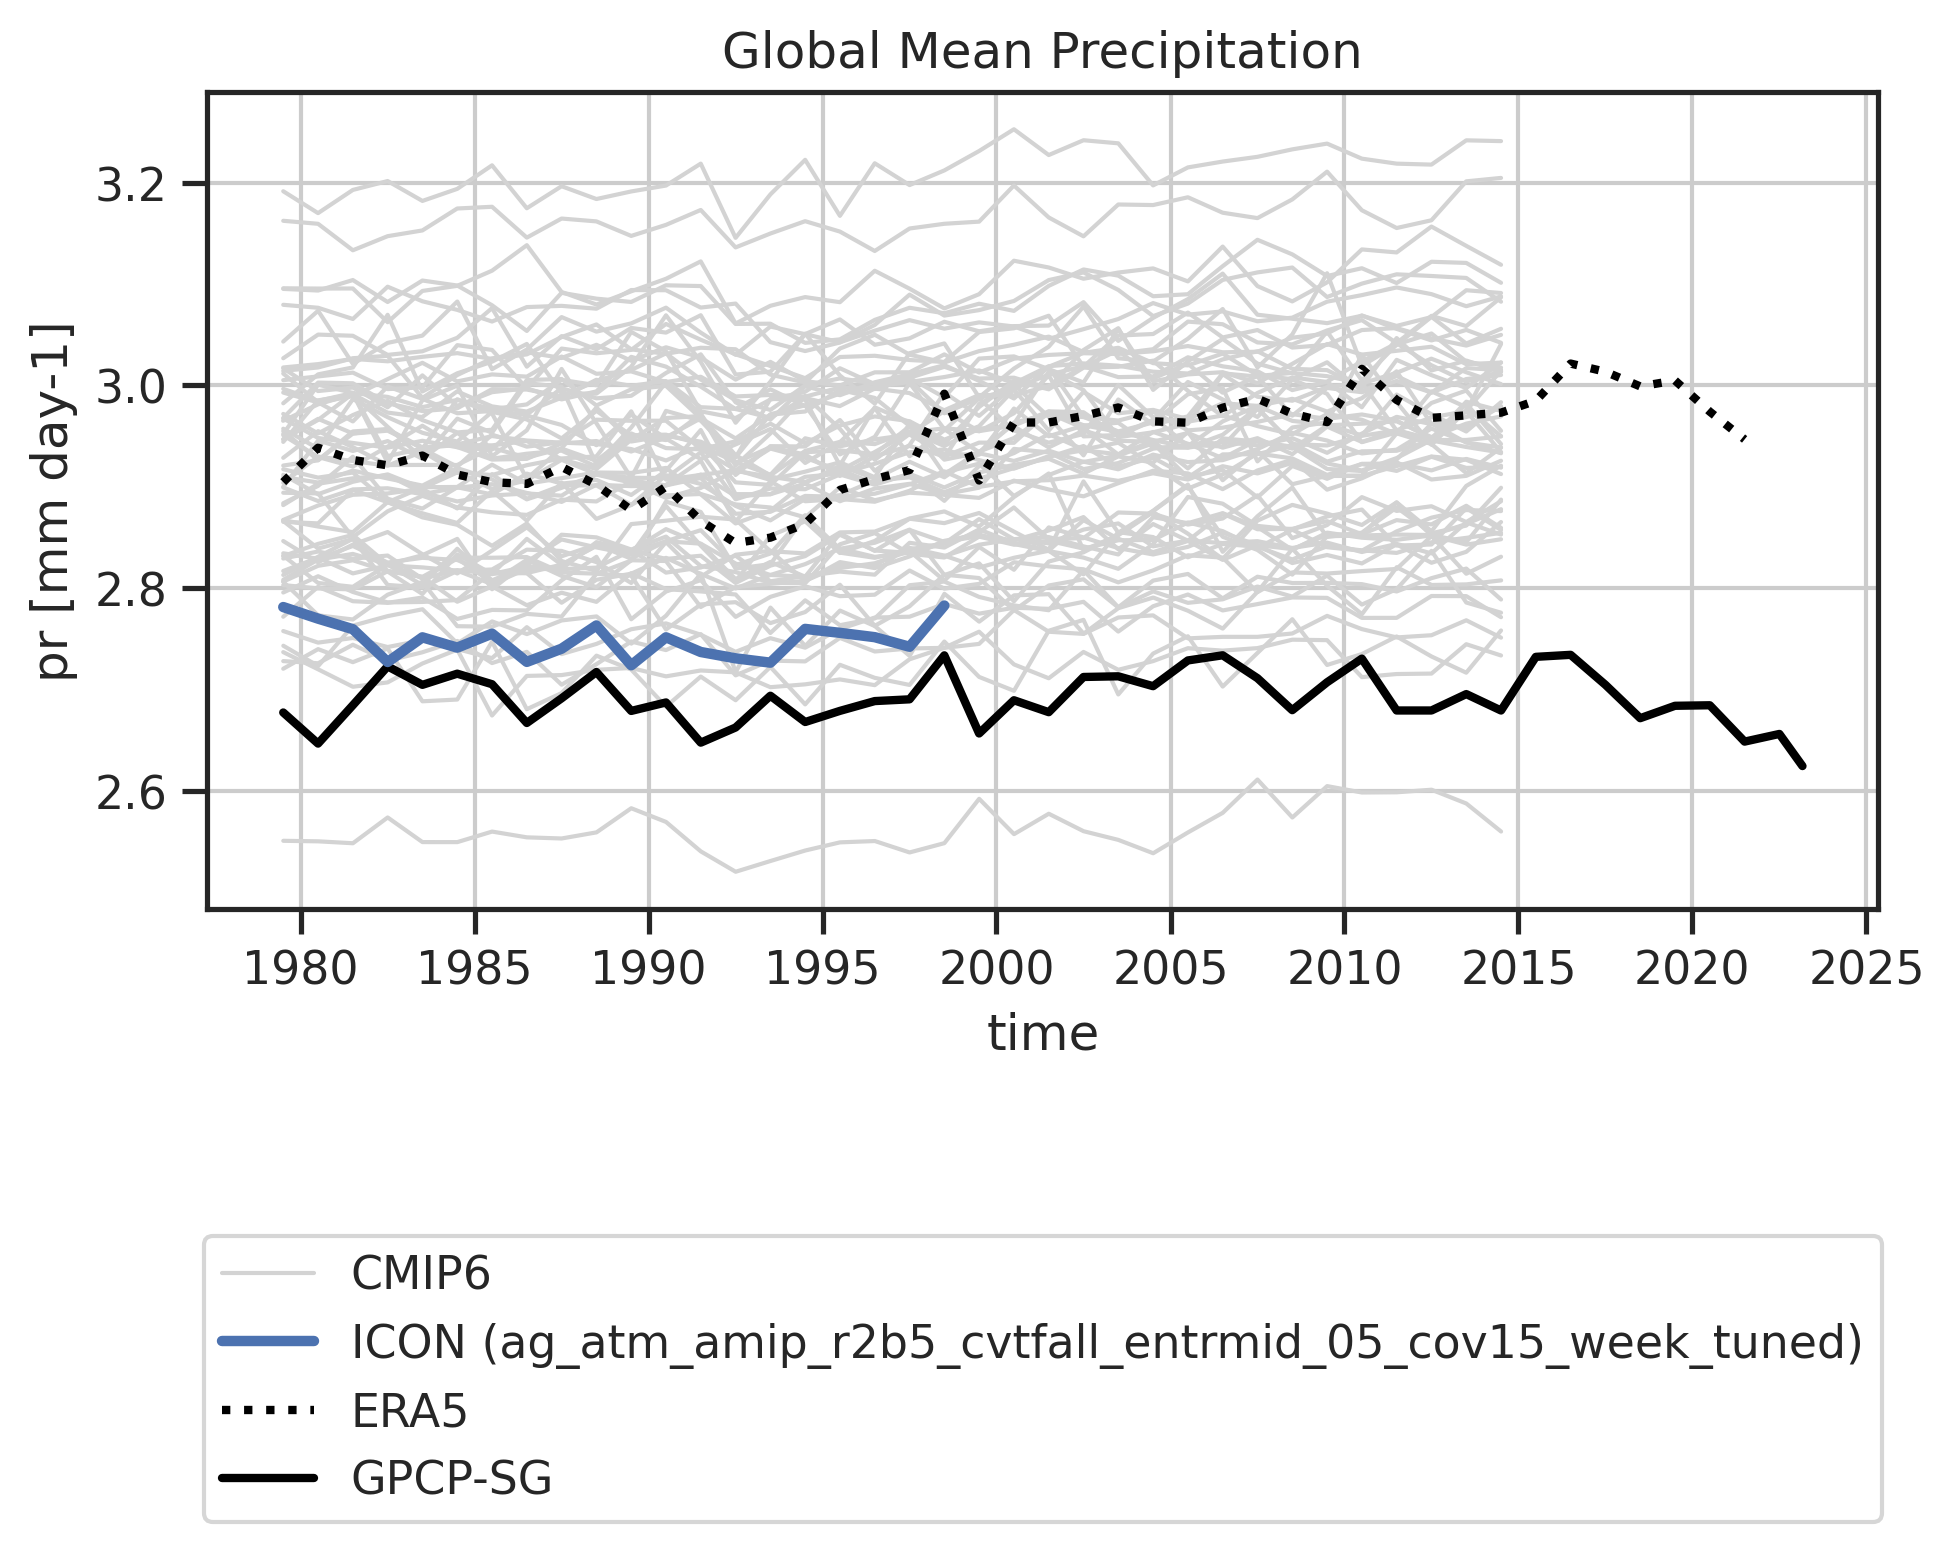 Global Mean Precipitation
pr [mm day-1]
3.2
3.0
2.8
2.6
1980 1985 1990 1995 2000 2005 2010 2015 2020 2025
time
CMIP6
ICON (ag_atm_amip_r2b5_cvtfall_entrmid_05_cov15_week_tuned)
ERA5
GPCP-SG